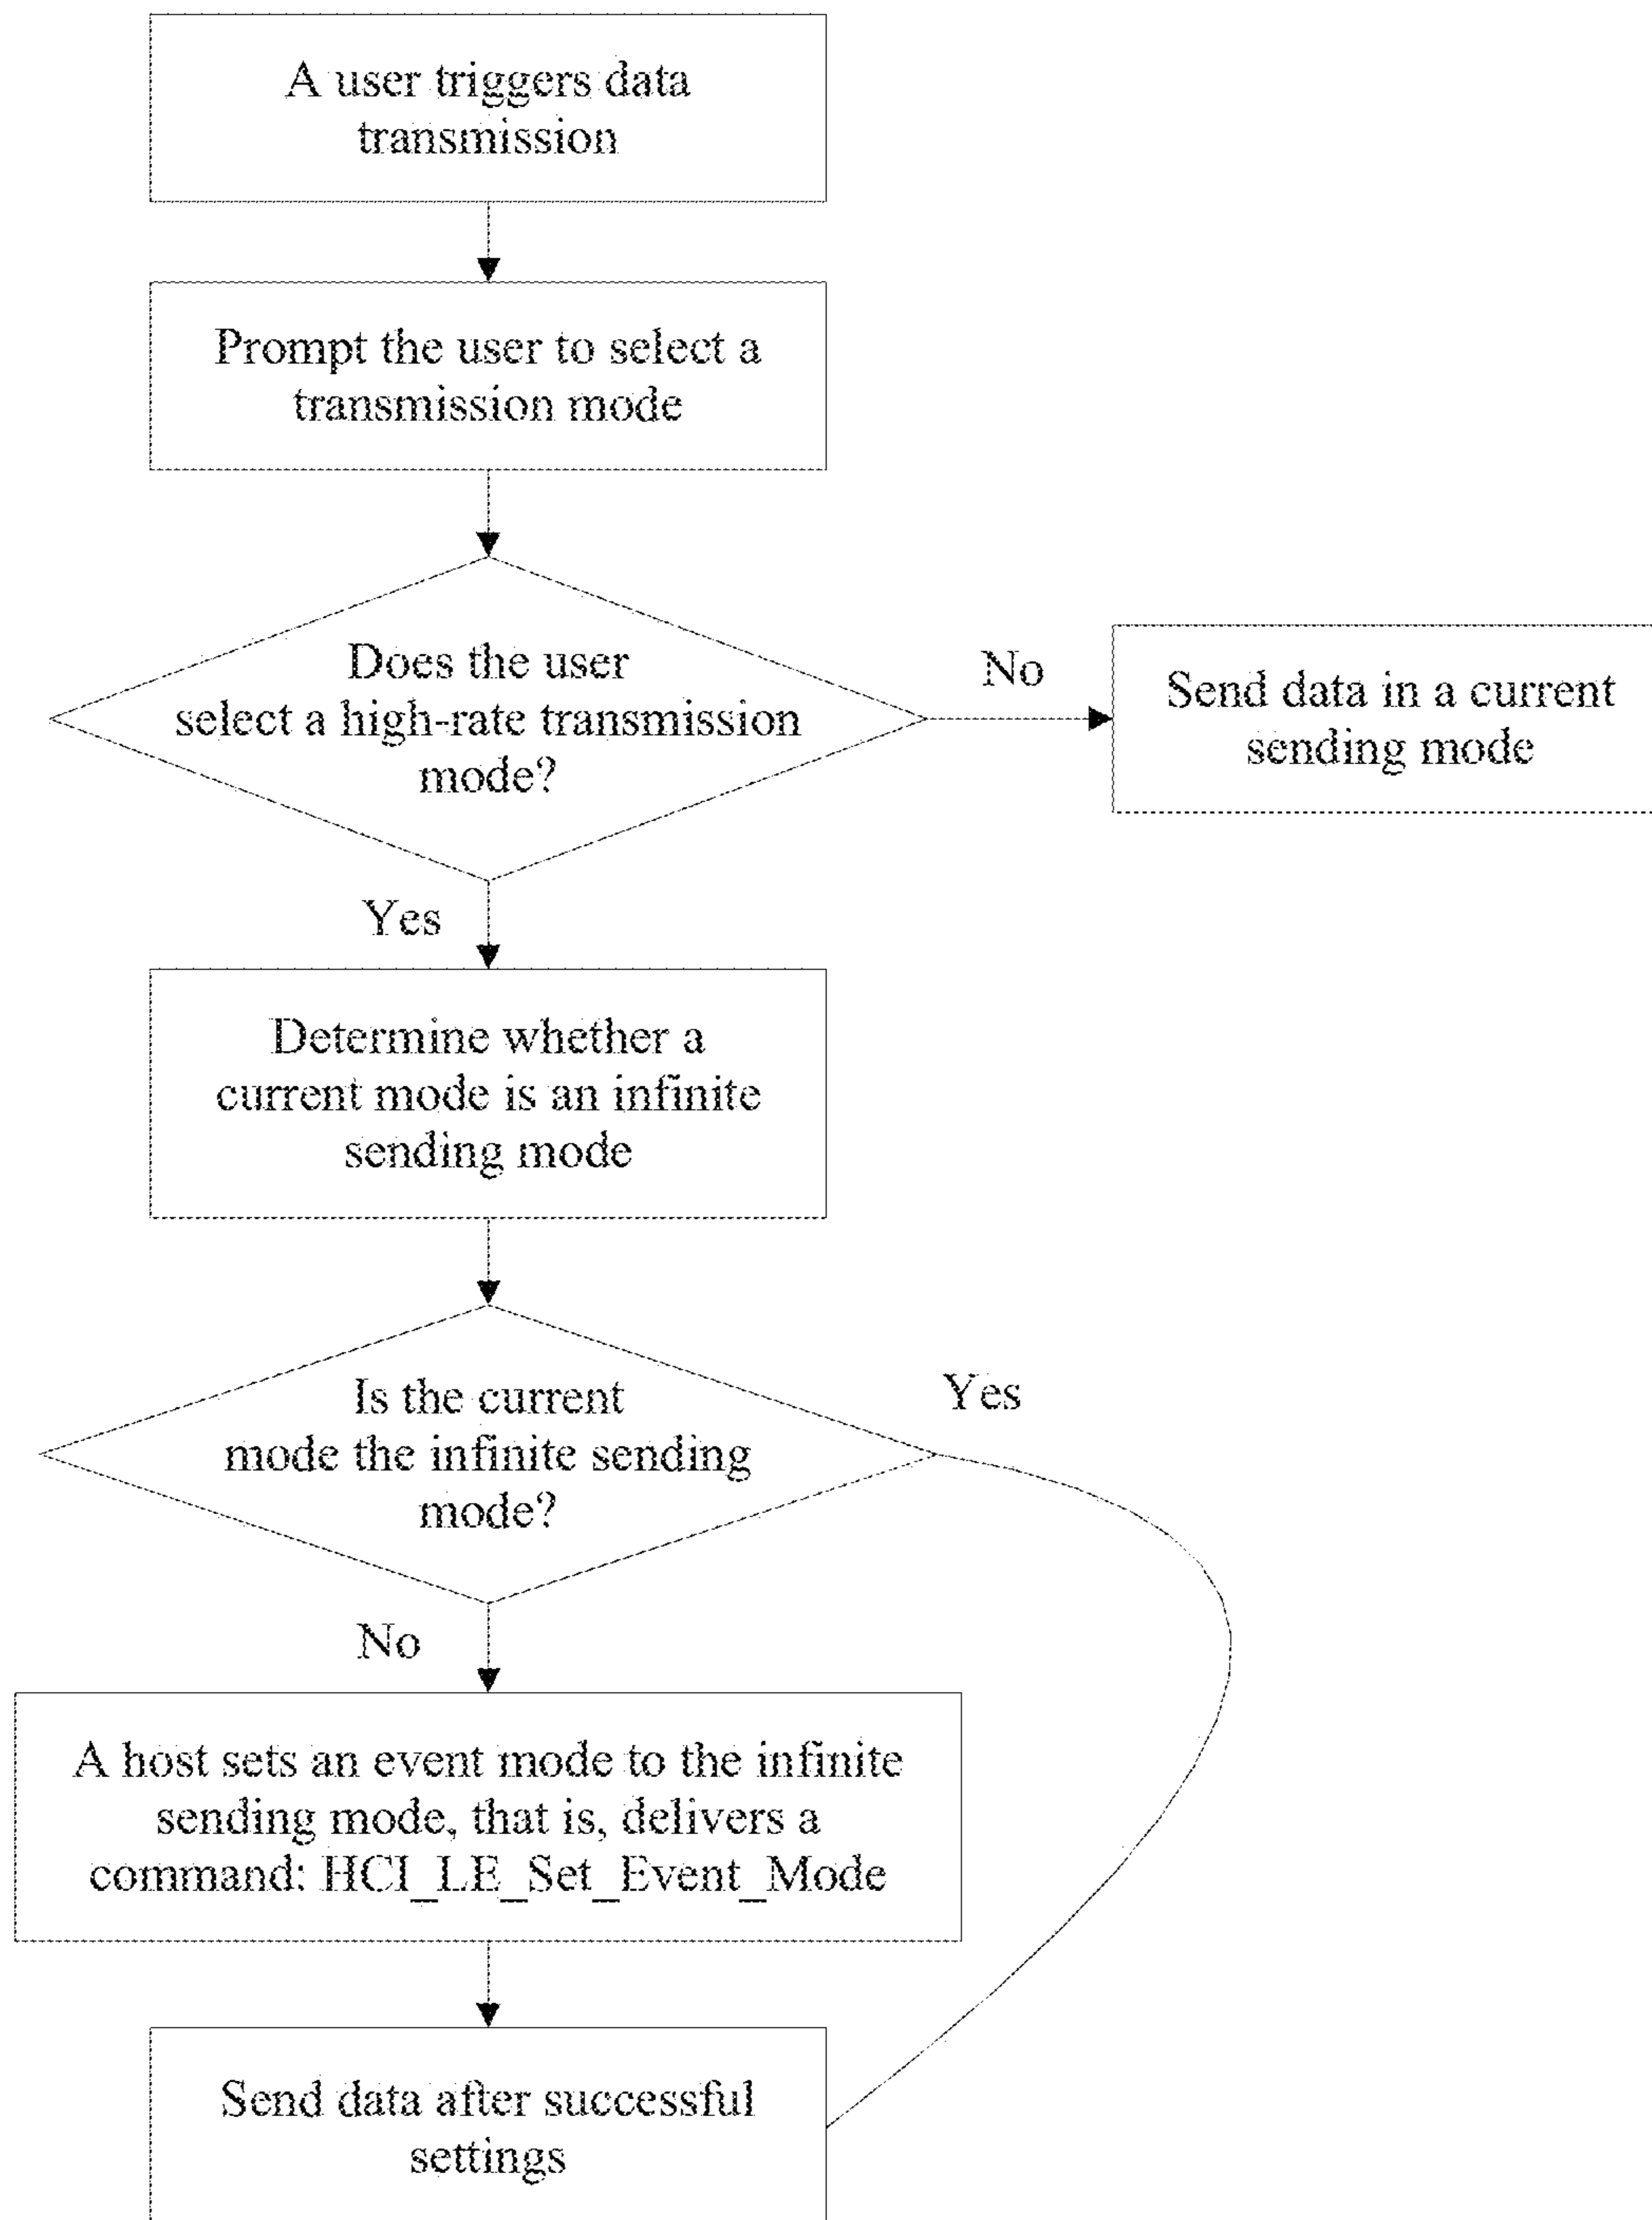 A user triggers data
transmission
Prompt the user to select a
transmission mode
Does the user
select a high-rate transmission
mode?
No
Send data in a current
sending mode
Yes
Determine whether a
current mode is an infinite
sending mode
Is the current
mode the infinite sending
mode?
Yes
No
A host sets an event mode to the infinite
sending mode, that is, delivers a
command: HCI_LE_Set_Event_Mode
Send data after successful
settings